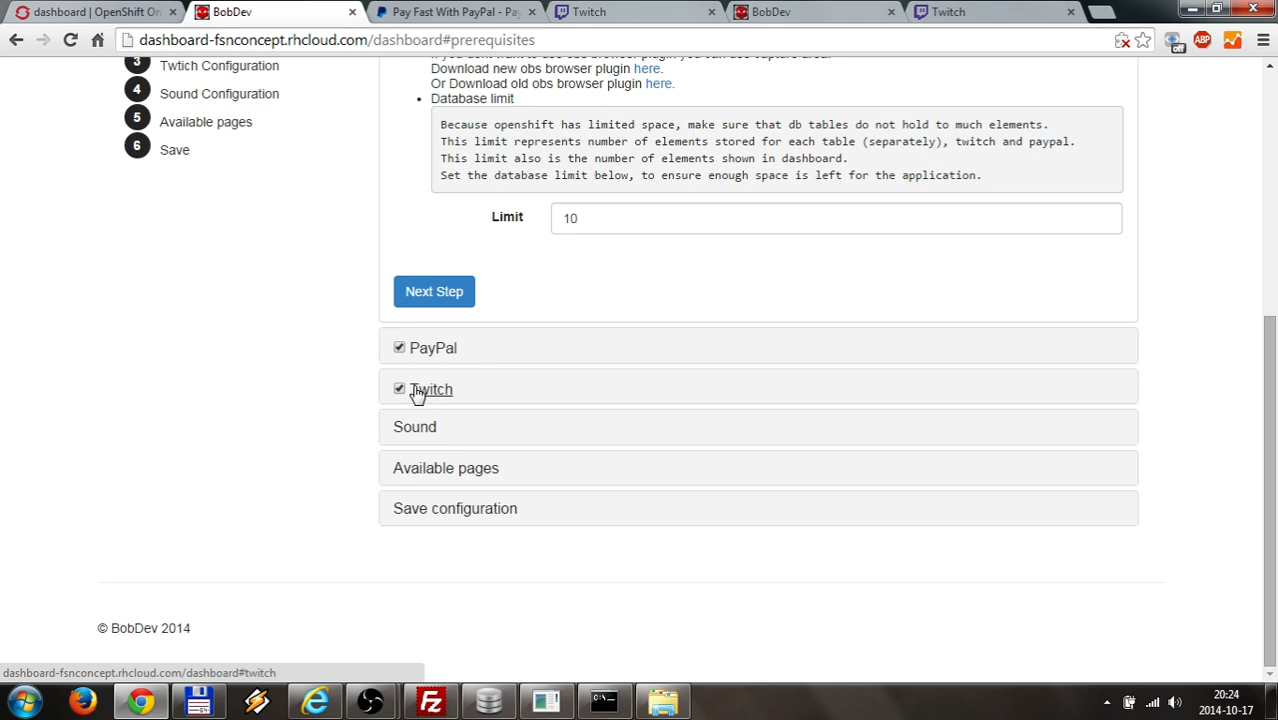 dashboard | OpenShift On
BobDev
Pay Fast With PayPal - Pay
Twitch
BobDev
Twitch
dashboard-fsnconcept.rhcloud.com/dashboard#prerequisites
off
ABP
3 Twtich Configuration
4 Sound Configuration
5 Available pages
6 Save
Download new obs browser plugin here.
Or Download old obs browser plugin here.
• Database limit
Because openshift has limited space, make sure that db tables do not hold to much elements.
This limit represents number of elements stored for each table (separately), twitch and paypal.
This limit also is the number of elements shown in dashboard.
Set the database limit below, to ensure enough space is left for the application.
Limit 10
Next Step
PayPal
Twitch
Sound
Available pages
Save configuration
© BobDev 2014
dashboard-fsnconcept.rhcloud.com/dashboard#twitch
20:24
2014-10-17